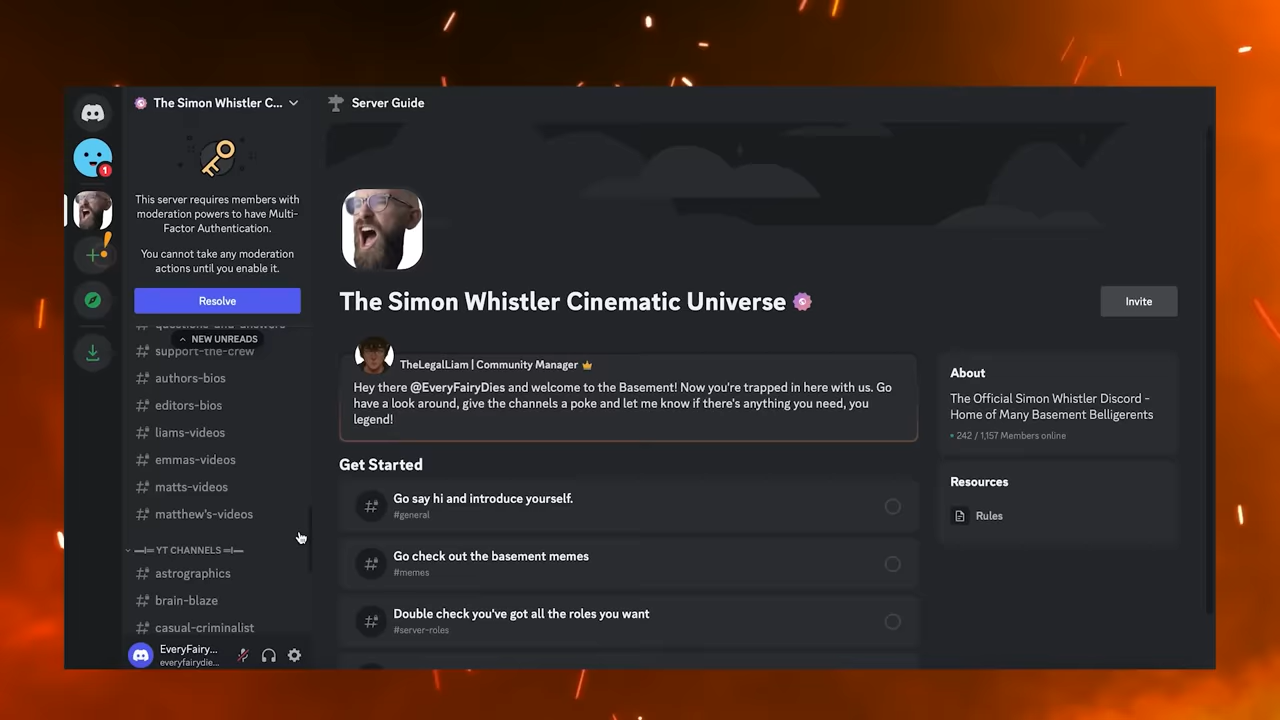 The Simon Whistler C...
Server Guide
1
This server requires members with
moderation powers to have Multi-
Factor Authentication.
You cannot take any moderation
actions until you enable it.
Resolve
questions-and-answers
NEW UNREADS
support-the-crew
authors-bios
editors-bios
liams-videos
emmas-videos
matts-videos
matthew's-videos
YT CHANNELS
astrographics
brain-blaze
casual-criminalist
EveryFairy...
everyfairydie...
The Simon Whistler Cinematic Universe
Invite
TheLegalLiam | Community Manager
Hey there @EveryFairyDies and welcome to the Basement! Now you're trapped in here with us. Go
have a look around, give the channels a poke and let me know if there's anything you need, you
legend!
Get Started
Go say hi and introduce yourself.
#general
Go check out the basement memes
#memes
Double check you've got all the roles you want
#server-roles
About
The Official Simon Whistler Discord -
Home of Many Basement Belligerents
242 / 1,157 Members online
Resources
Rules